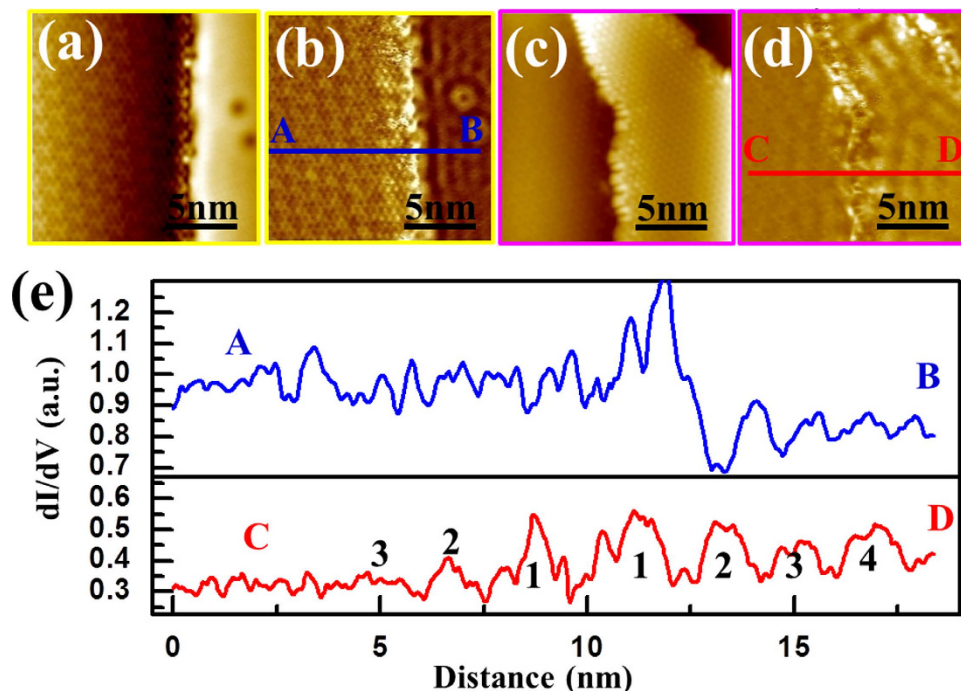 (a) (b) (c) (d)
A B C D
5nm 5nm 5nm 5nm
(e)
1.2
1.1
1.0
0.9
0.8
0.7
A B
0.6
0.5
0.4
0.3
C 3 2 1 1 2 3 4 D
dI/dV (a.u.)
0 5 10 15
Distance (nm)